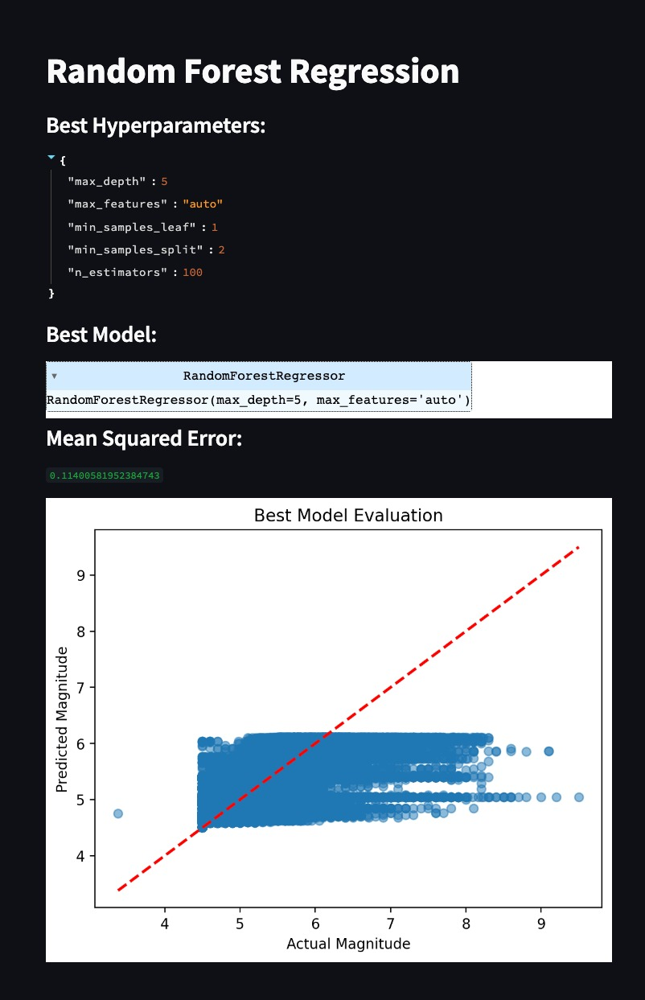 Random Forest Regression
Best Hyperparameters:
{
"max_depth" : 5
"max_features" : "auto"
"min_samples_leaf" : 1
"min_samples_split" : 2
"n_estimators" : 100
}
Best Model:
RandomForestRegressor
RandomForestRegressor(max_depth=5, max_features='auto')
Mean Squared Error:
0.11400581952384743
Best Model Evaluation
9
8
7
6
5
4
Predicted Magnitude
4 5 6 7 8 9
Actual Magnitude